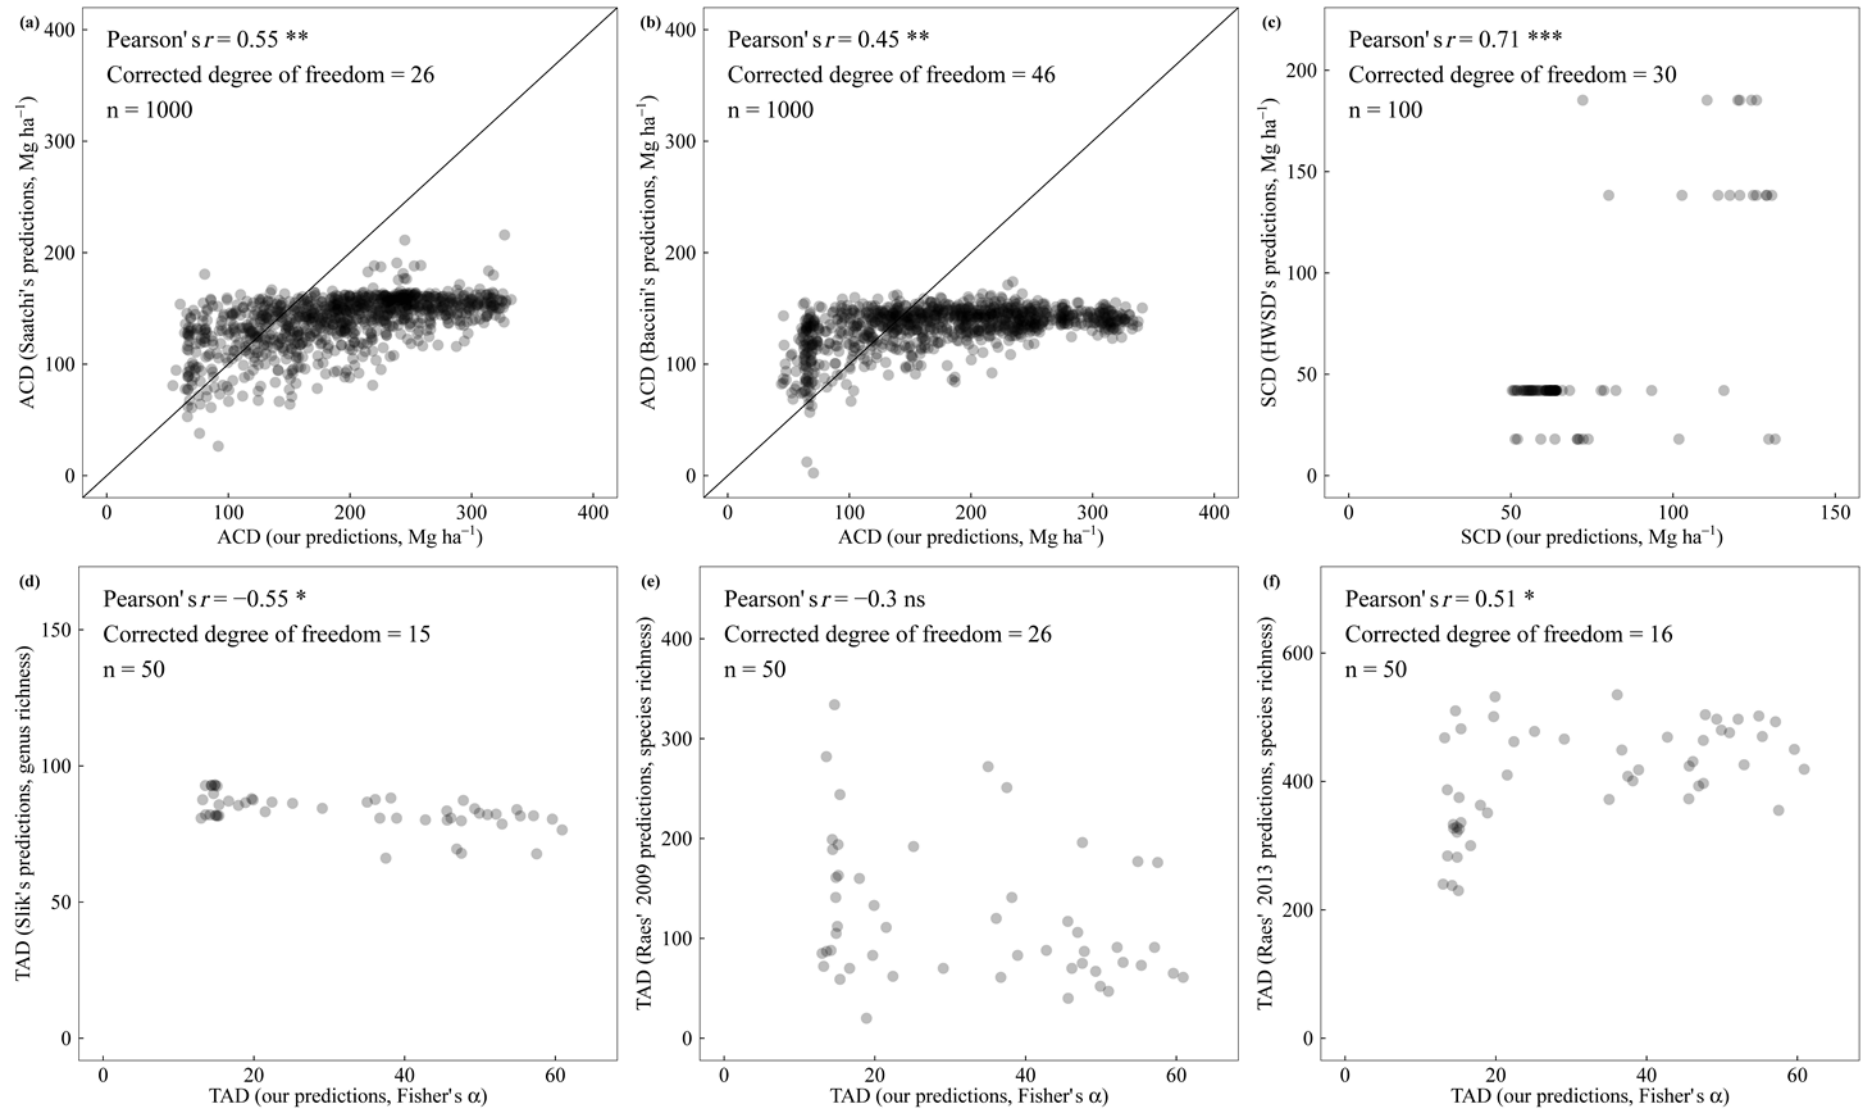 (a)
Pearson's r = 0.55 **
Corrected degree of freedom = 26
n = 1000
ACD (Saatchi's predictions, Mg ha⁻¹)
400
300
200
100
0
0 100 200 300 400
ACD (our predictions, Mg ha⁻¹)
(b)
Pearson's r = 0.45 **
Corrected degree of freedom = 46
n = 1000
ACD (Baccini's predictions, Mg ha⁻¹)
400
300
200
100
0
0 100 200 300 400
ACD (our predictions, Mg ha⁻¹)
(c)
Pearson's r = 0.71 ***
Corrected degree of freedom = 30
n = 100
SCD (HWSD's predictions, Mg ha⁻¹)
200
150
100
50
0
0 50 100 150
SCD (our predictions, Mg ha⁻¹)
(d)
Pearson's r = −0.55 *
Corrected degree of freedom = 15
n = 50
TAD (Slik's predictions, genus richness)
150
100
50
0
0 20 40 60
TAD (our predictions, Fisher's α)
(e)
Pearson's r = −0.3 ns
Corrected degree of freedom = 26
n = 50
TAD (Raes' 2009 predictions, species richness)
400
300
200
100
0
0 20 40 60
TAD (our predictions, Fisher's α)
(f)
Pearson's r = 0.51 *
Corrected degree of freedom = 16
n = 50
TAD (Raes' 2013 predictions, species richness)
600
400
200
0
0 20 40 60
TAD (our predictions, Fisher's α)